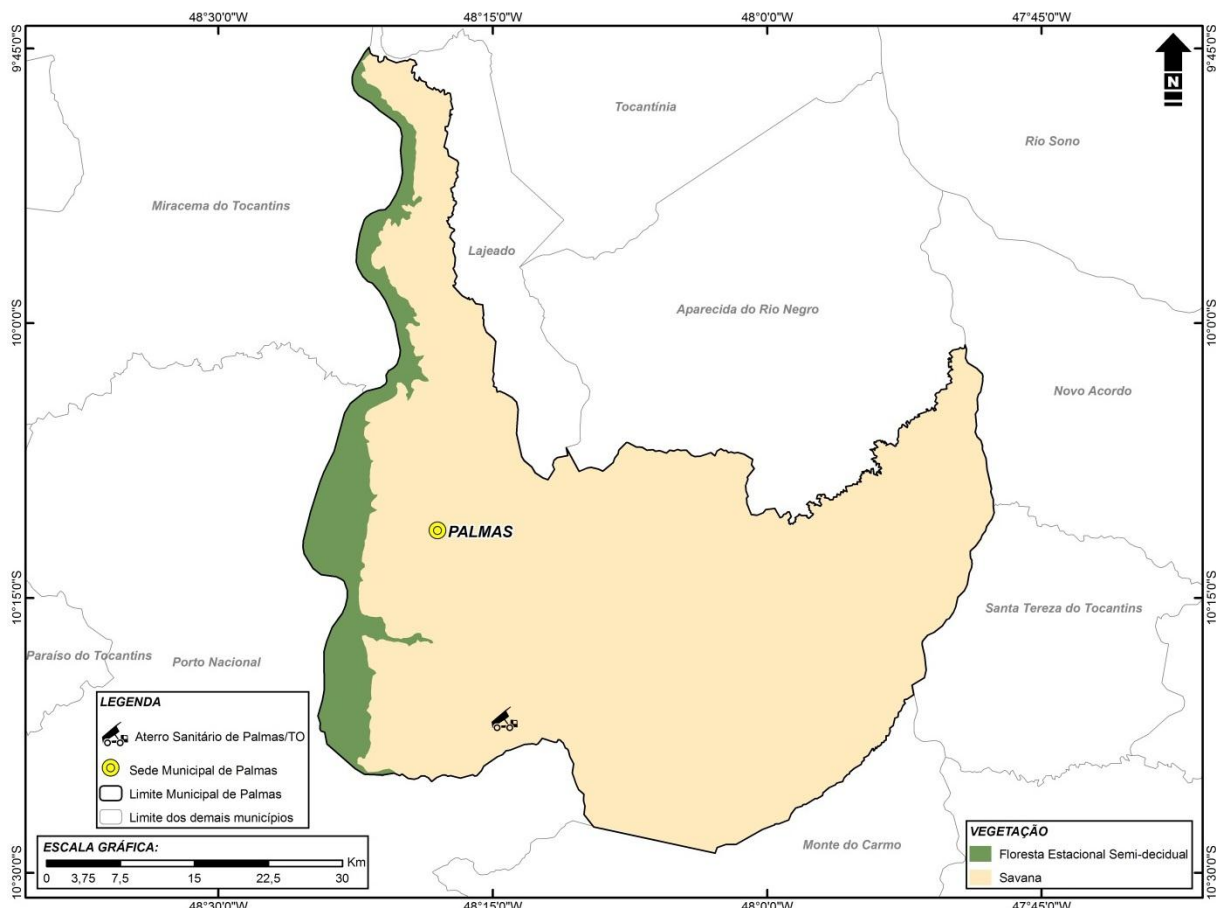 48°30'0"W
48°15'0"W
48°0'0"W
47°45'0"W
9°45'0"S
9°45'0"S
N
Tocantínia
Rio Sono
Miracema do Tocantins
Lajeado
Aparecida do Rio Negro
10°0'0"S
10°0'0"S
Novo Acordo
PALMAS
10°15'0"S
10°15'0"S
Santa Tereza do Tocantins
Paraíso do Tocantins
Porto Nacional
LEGENDA
Aterro Sanitário de Palmas/TO
Sede Municipal de Palmas
Limite Municipal de Palmas
Limite dos demais municípios
ESCALA GRÁFICA:
Km
0 3,75 7,5 15 22,5 30
Monte do Carmo
VEGETAÇÃO
Floresta Estacional Semi-decidual
Savana
10°30'0"S
10°30'0"S
48°30'0"W
48°15'0"W
48°0'0"W
47°45'0"W